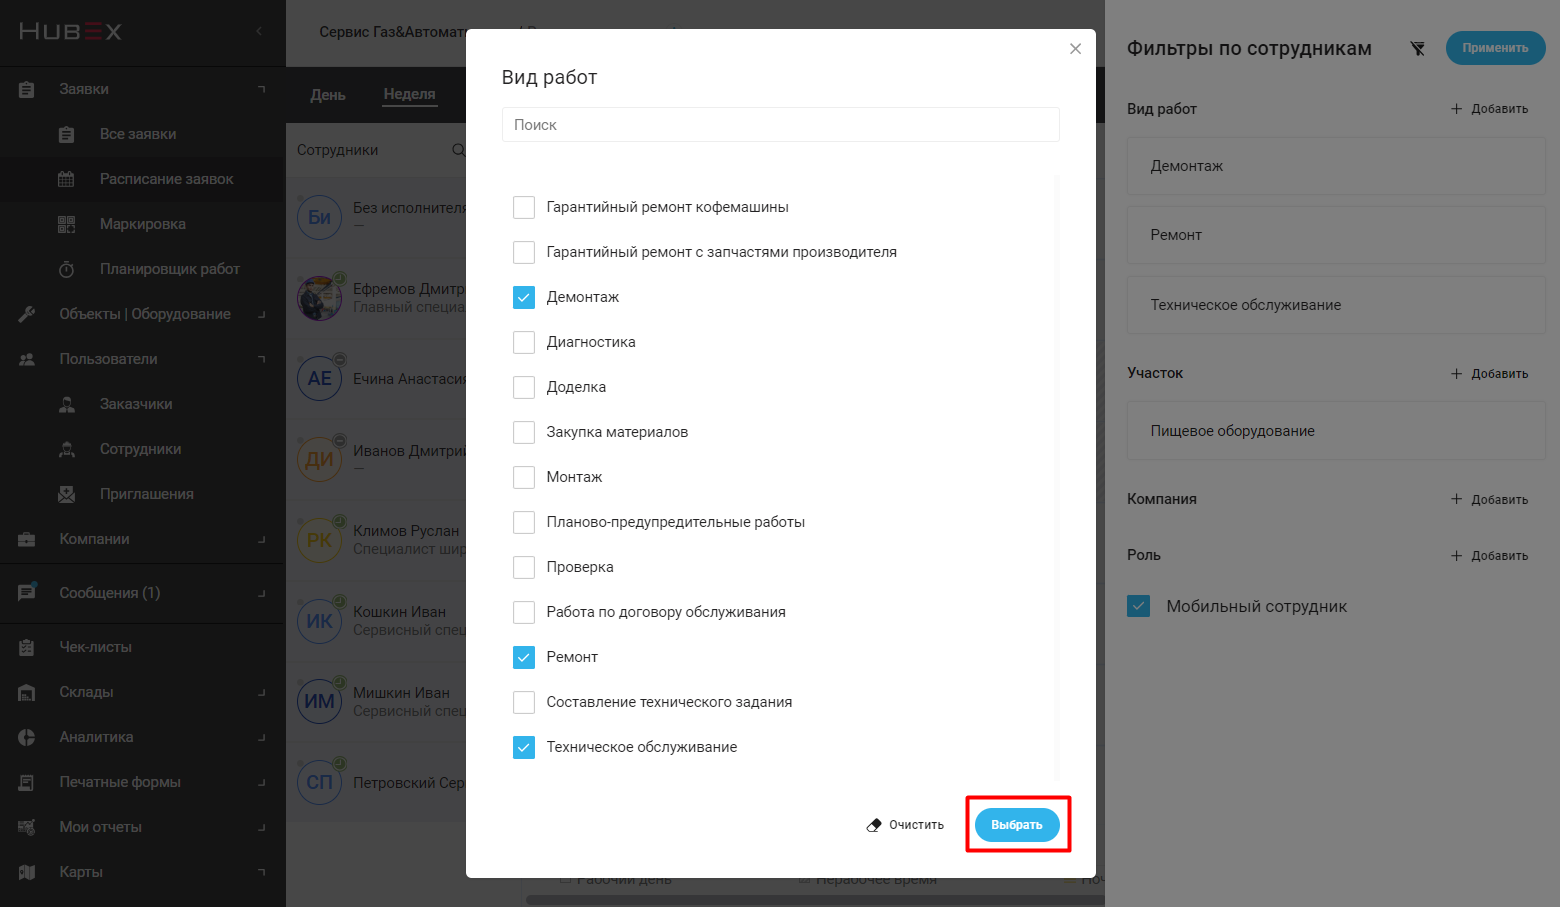 HUBEX
Заявки
Все заявки
Расписание заявок
Маркировка
Планировщик работ
Объекты | Оборудование
Пользователи
Заказчики
Сотрудники
Приглашения
Компании
Сообщения (1)
Чек-листы
Склады
Аналитика
Печатные формы
Мои отчеты
Карты
Сервис Газ&Автомати
День
Неделя
Сотрудники
Би
Без исполнителя
—
Ефремов Дмитр
Главный специа
АЕ
Ечина Анастасия
ДИ
Иванов Дмитрий
—
РК
Климов Руслан
Специалист шир
ИК
Кошкин Иван
Сервисный спец
ИМ
Мишкин Иван
Сервисный спец
СП
Петровский Сер
Вид работ
Поиск
Гарантийный ремонт кофемашины
Гарантийный ремонт с запчастями производителя
Демонтаж
Диагностика
Доделка
Закупка материалов
Монтаж
Планово-предупредительные работы
Проверка
Работа по договору обслуживания
Ремонт
Составление технического задания
Техническое обслуживание
Очистить
Выбрать
Рабочий день
Нерабочее время
Ноч
Фильтры по сотрудникам
Применить
Вид работ
Добавить
Демонтаж
Ремонт
Техническое обслуживание
Участок
Добавить
Пищевое оборудование
Компания
Добавить
Роль
Добавить
Мобильный сотрудник